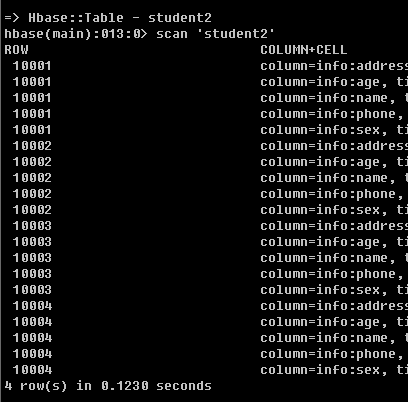 => Hbase::Table - student2
hbase(main):013:0> scan 'student2'
ROW COLUMN+CELL
10001 column=info:address
10001 column=info:age, ti
10001 column=info:name, t
10001 column=info:phone,
10001 column=info:sex, ti
10002 column=info:address
10002 column=info:age, ti
10002 column=info:name, t
10002 column=info:phone,
10002 column=info:sex, ti
10003 column=info:address
10003 column=info:age, ti
10003 column=info:name, t
10003 column=info:phone,
10003 column=info:sex, ti
10004 column=info:address
10004 column=info:age, ti
10004 column=info:name, t
10004 column=info:phone,
10004 column=info:sex, ti
4 row(s) in 0.1230 seconds